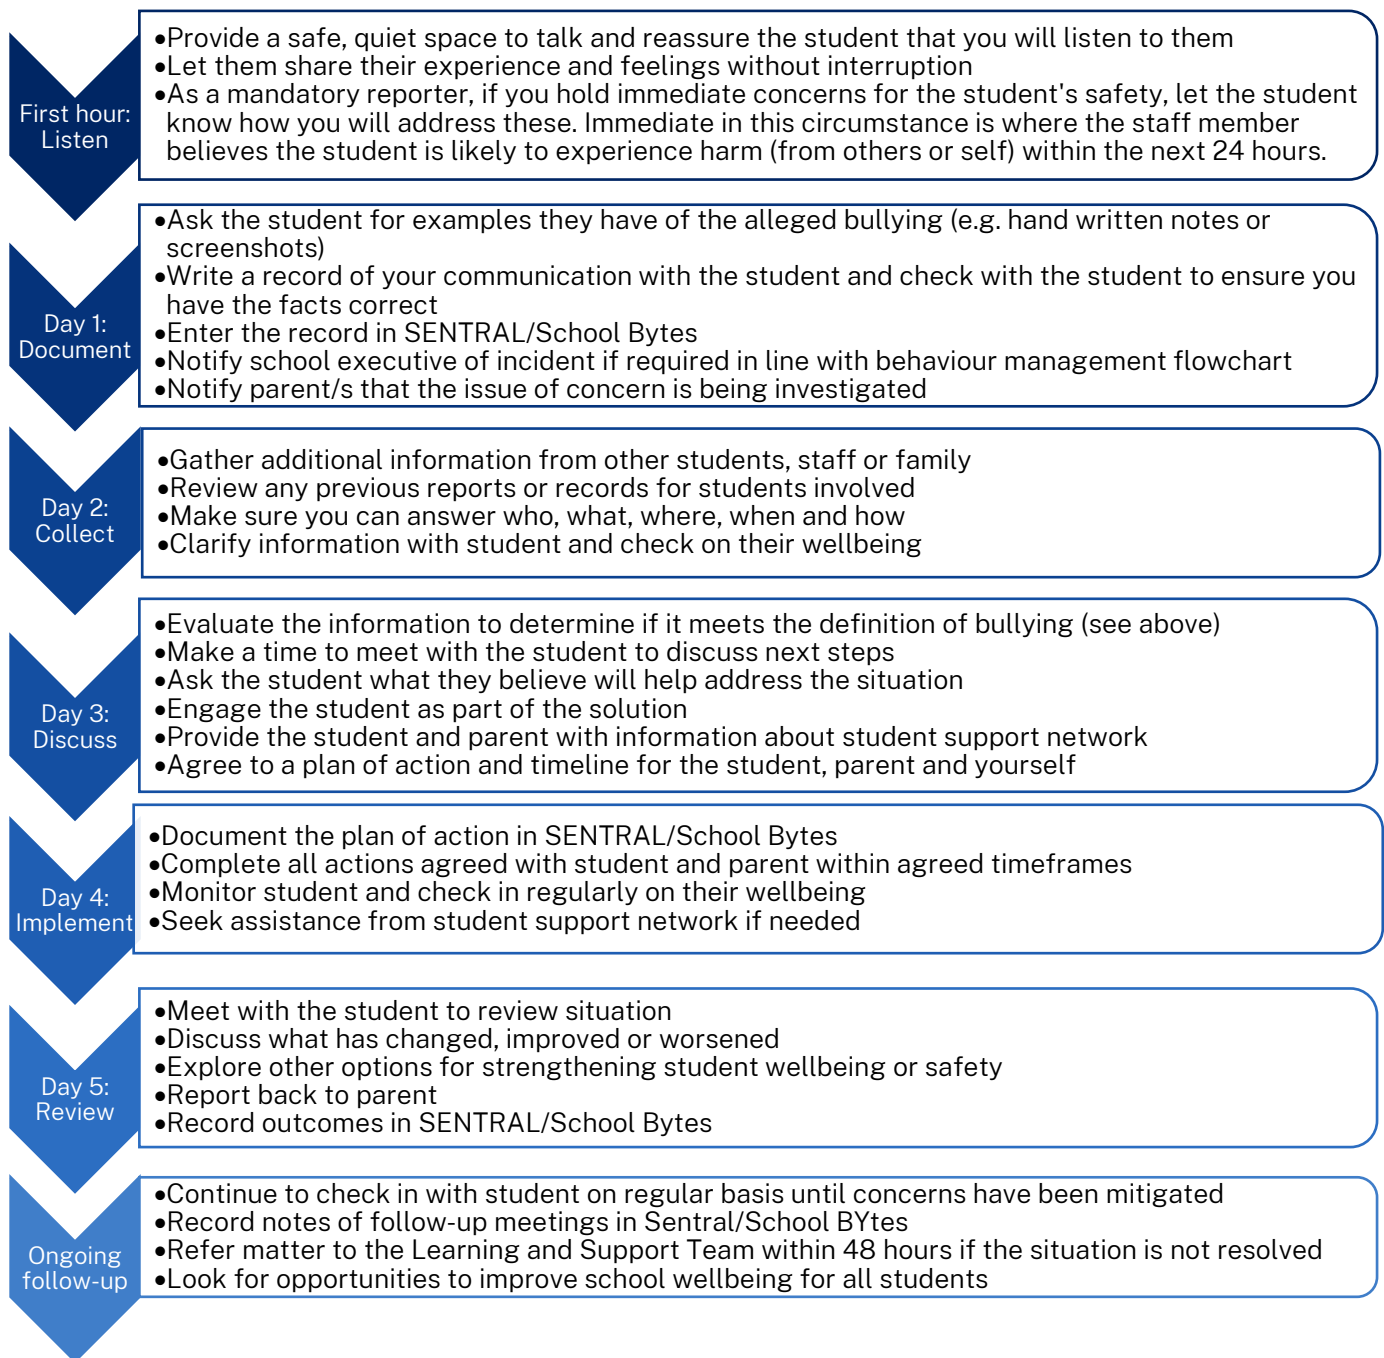 First hour:
Listen
•Provide a safe, quiet space to talk and reassure the student that you will listen to them
•Let them share their experience and feelings without interruption
•As a mandatory reporter, if you hold immediate concerns for the student's safety, let the student
know how you will address these. Immediate in this circumstance is where the staff member
believes the student is likely to experience harm (from others or self) within the next 24 hours.
Day 1:
Document
•Ask the student for examples they have of the alleged bullying (e.g. hand written notes or
screenshots)
•Write a record of your communication with the student and check with the student to ensure you
have the facts correct
•Enter the record in SENTRAL/School Bytes
•Notify school executive of incident if required in line with behaviour management flowchart
•Notify parent/s that the issue of concern is being investigated
Day 2:
Collect
•Gather additional information from other students, staff or family
•Review any previous reports or records for students involved
•Make sure you can answer who, what, where, when and how
•Clarify information with student and check on their wellbeing
Day 3:
Discuss
•Evaluate the information to determine if it meets the definition of bullying (see above)
•Make a time to meet with the student to discuss next steps
•Ask the student what they believe will help address the situation
•Engage the student as part of the solution
•Provide the student and parent with information about student support network
•Agree to a plan of action and timeline for the student, parent and yourself
Day 4:
Implement
•Document the plan of action in SENTRAL/School Bytes
•Complete all actions agreed with student and parent within agreed timeframes
•Monitor student and check in regularly on their wellbeing
•Seek assistance from student support network if needed
Day 5:
Review
•Meet with the student to review situation
•Discuss what has changed, improved or worsened
•Explore other options for strengthening student wellbeing or safety
•Report back to parent
•Record outcomes in SENTRAL/School Bytes
Ongoing
follow-up
•Continue to check in with student on regular basis until concerns have been mitigated
•Record notes of follow-up meetings in Sentral/School BYtes
•Refer matter to the Learning and Support Team within 48 hours if the situation is not resolved
•Look for opportunities to improve school wellbeing for all students